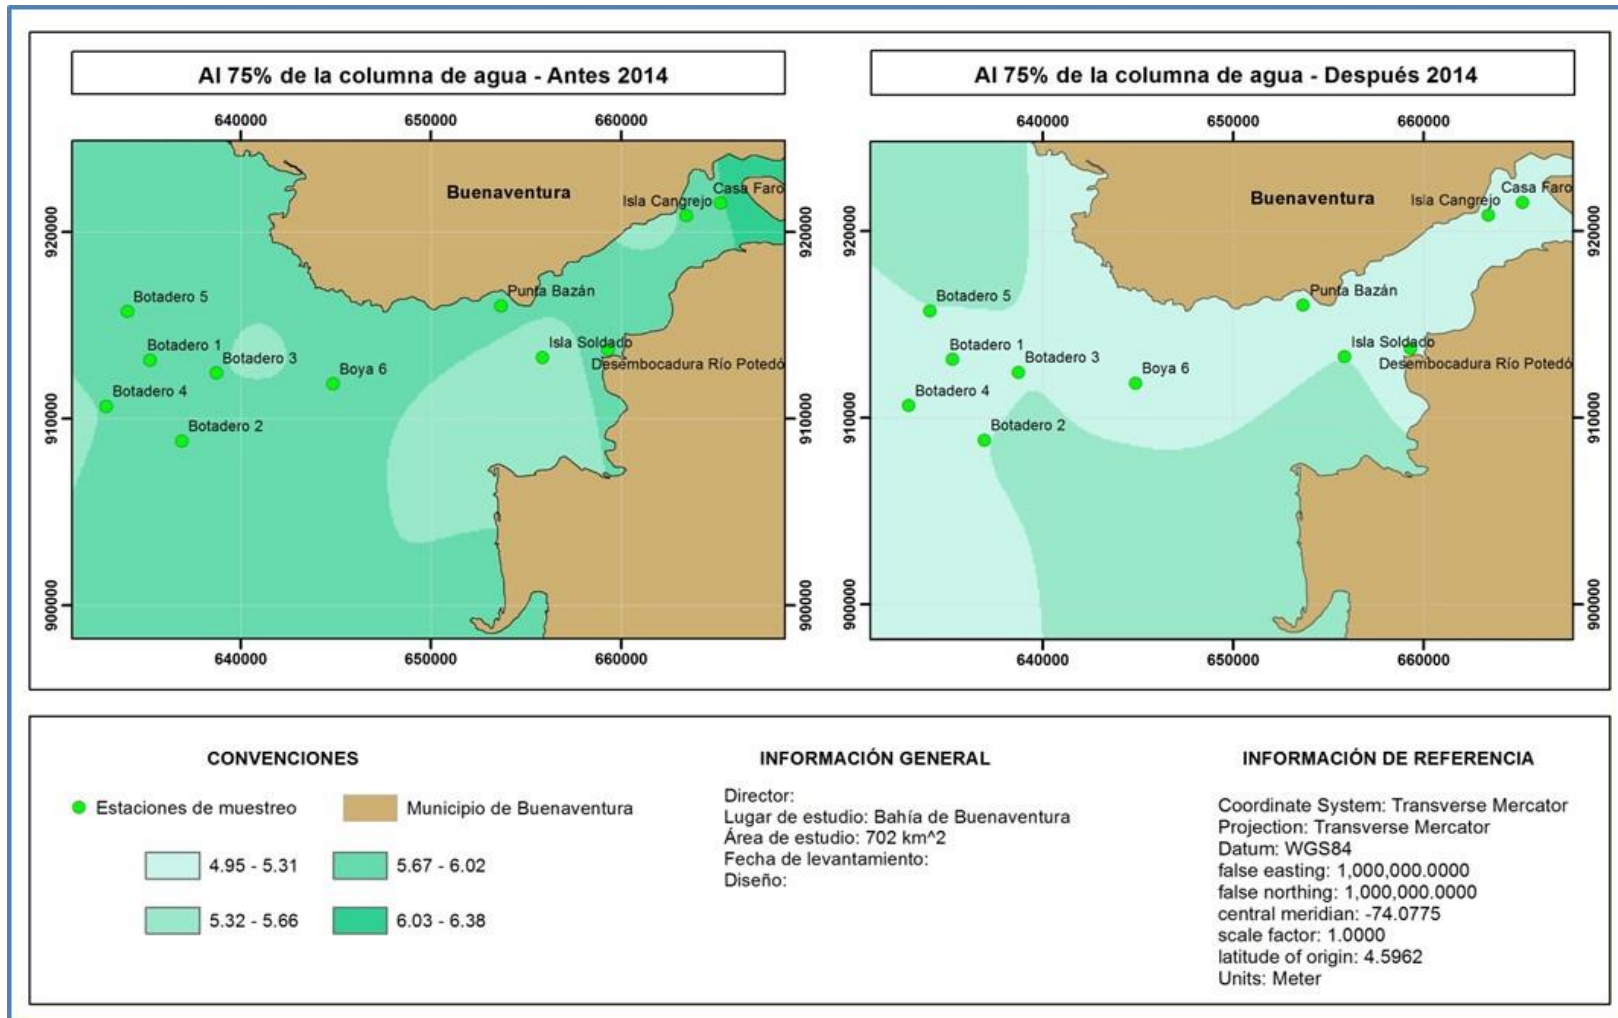 Al 75% de la columna de agua - Antes 2014
640000 650000 660000
920000 920000
910000 910000
900000 900000
Buenaventura
Casa Faro
Isla Cangrejo
Punta Bazán
Botadero 5
Isla Soldado
Botadero 1
Botadero 3
Desembocadura Río Potedó
Boya 6
Botadero 4
Botadero 2
640000 650000 660000
Al 75% de la columna de agua - Después 2014
640000 650000 660000
920000 920000
910000 910000
900000 900000
Buenaventura
Casa Faro
Isla Cangrejo
Punta Bazán
Botadero 5
Isla Soldado
Botadero 1
Botadero 3
Desembocadura Río Potedó
Boya 6
Botadero 4
Botadero 2
640000 650000 660000
CONVENCIONES
Estaciones de muestreo
Municipio de Buenaventura
4.95 - 5.31
5.67 - 6.02
5.32 - 5.66
6.03 - 6.38
INFORMACIÓN GENERAL
Director:
Lugar de estudio: Bahía de Buenaventura
Área de estudio: 702 km^2
Fecha de levantamiento:
Diseño:
INFORMACIÓN DE REFERENCIA
Coordinate System: Transverse Mercator
Projection: Transverse Mercator
Datum: WGS84
false easting: 1,000,000.0000
false northing: 1,000,000.0000
central meridian: -74.0775
scale factor: 1.0000
latitude of origin: 4.5962
Units: Meter